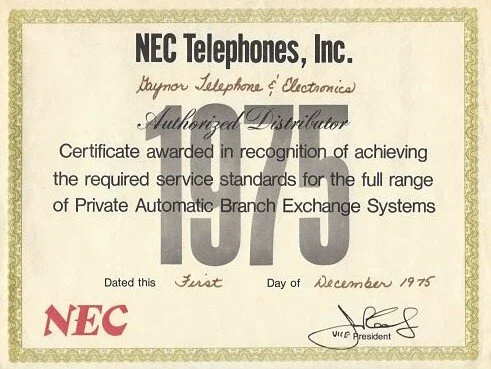 NEC Telephones, Inc.
Gaynor Telephone & Electronics
1975
Authorized Distributor
Certificate awarded in recognition of achieving
the required service standards for the full range
of Private Automatic Branch Exchange Systems
Dated this First Day of December 1975
NEC
VICE President